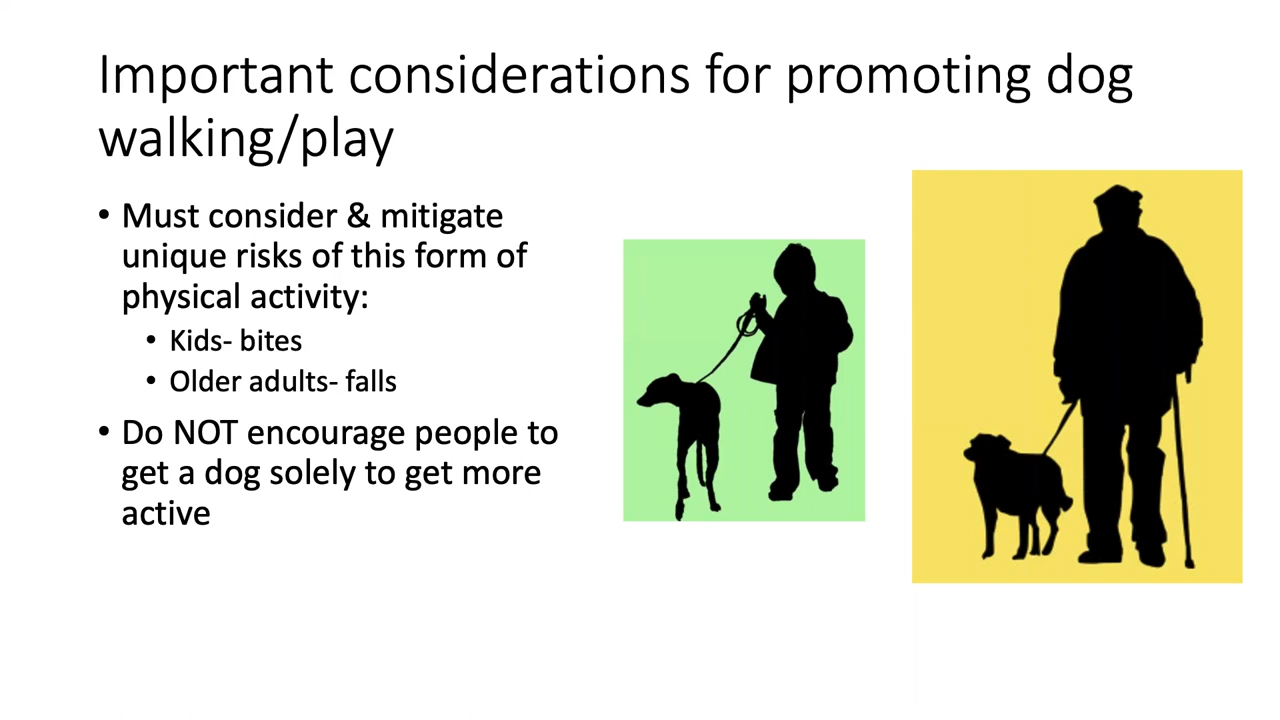 Important considerations for promoting dog
walking/play
• Must consider & mitigate
unique risks of this form of
physical activity:
• Kids- bites
• Older adults- falls
• Do NOT encourage people to
get a dog solely to get more
active